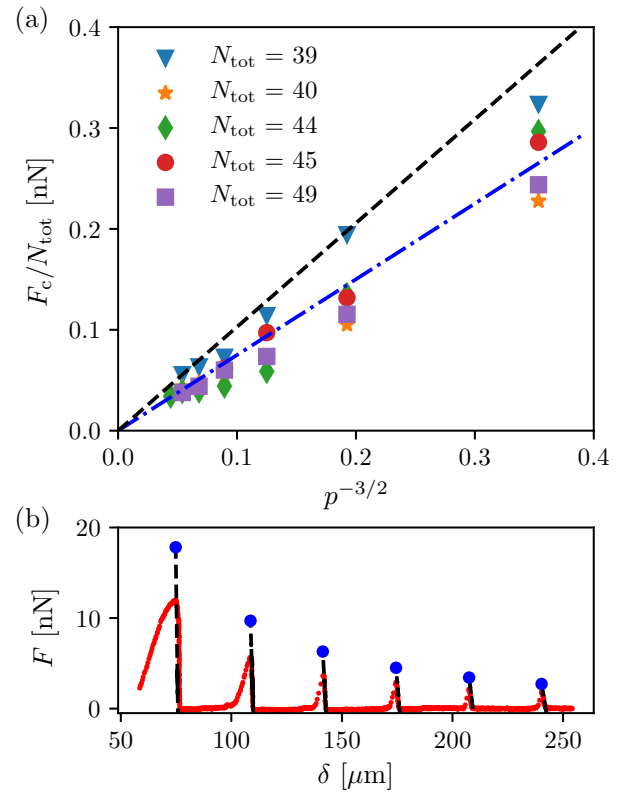 (a)
0.4
0.3
0.2
0.1
0.0
F_c/N_tot [nN]
N_tot = 39
N_tot = 40
N_tot = 44
N_tot = 45
N_tot = 49
0.0 0.1 0.2 0.3 0.4
p^{-3/2}
(b)
20
10
0
F [nN]
50 100 150 200 250
δ [μm]